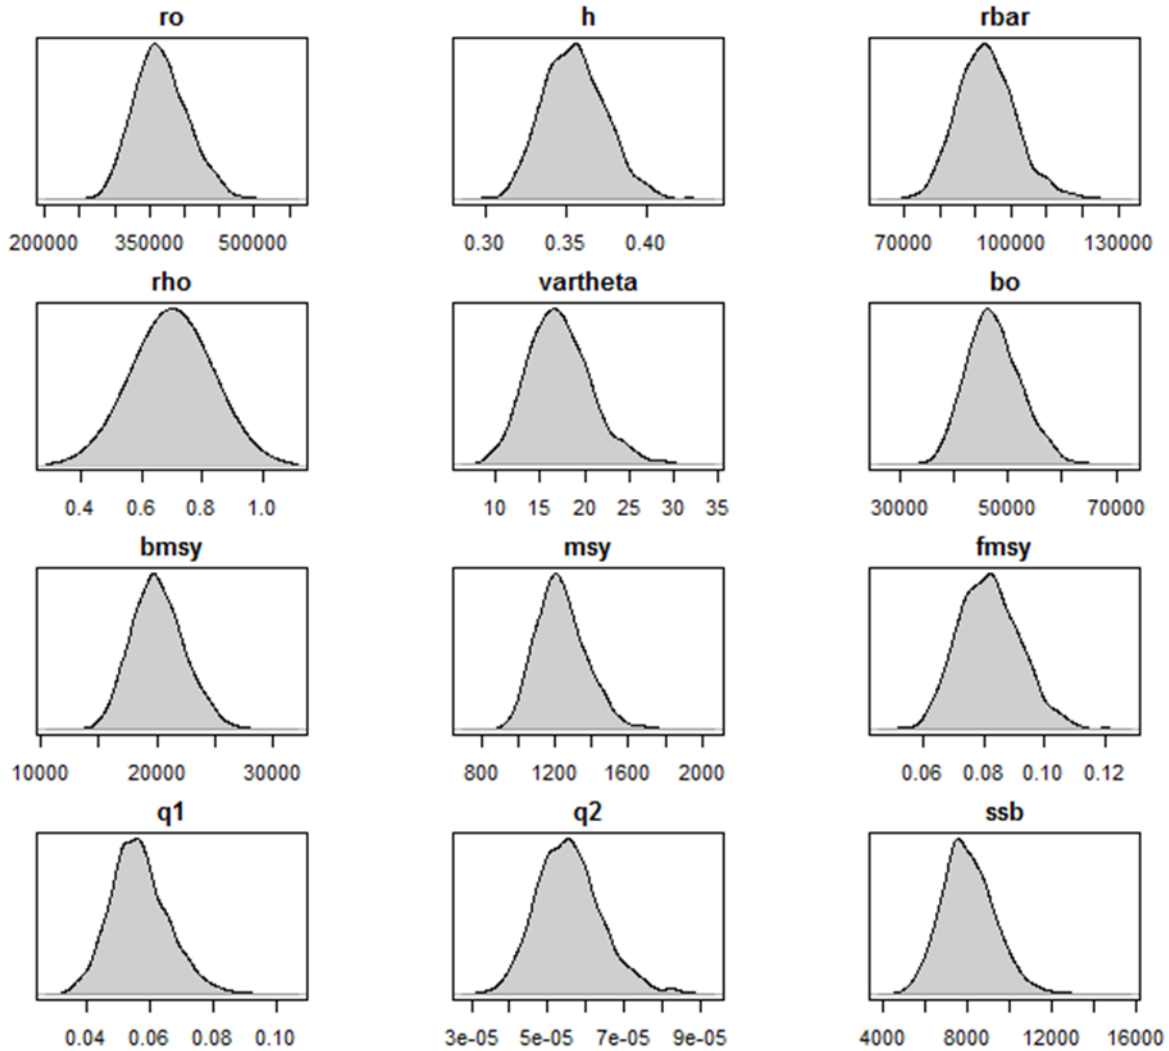 ro h rbar
200000 350000 500000 0.30 0.35 0.40 70000 100000 130000
rho vartheta bo
0.4 0.6 0.8 1.0 10 15 20 25 30 35 30000 50000 70000
bmsy msy fmsy
10000 20000 30000 800 1200 1600 2000 0.06 0.08 0.10 0.12
q1 q2 ssb
0.04 0.06 0.08 0.10 3e-05 5e-05 7e-05 9e-05 4000 8000 12000 16000